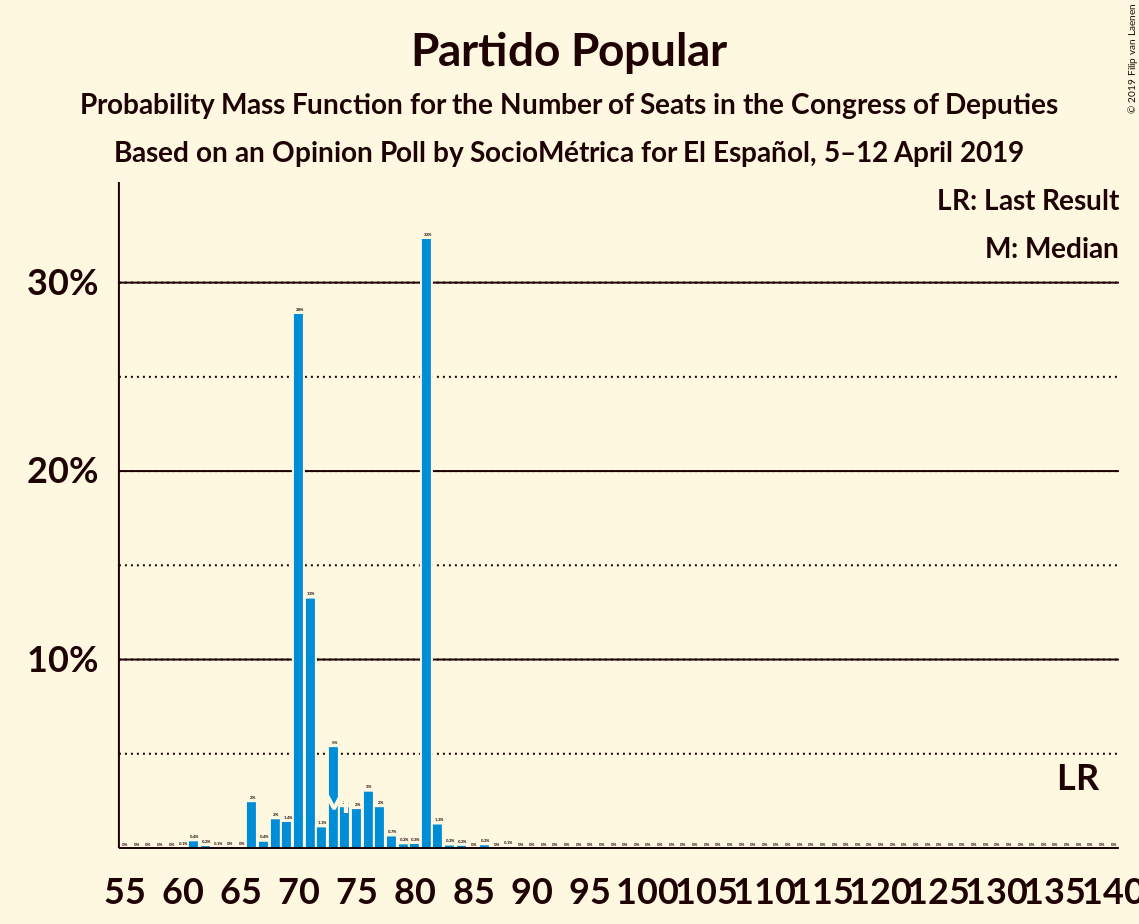 Partido Popular
Probability Mass Function for the Number of Seats in the Congress of Deputies
Based on an Opinion Poll by SocioMétrica for El Español, 5–12 April 2019
© 2019 Filip van Laenen
LR: Last Result
M: Median
30%
20%
10%
LR
M
55 60 65 70 75 80 85 90 95 100 105 110 115 120 125 130 135 140